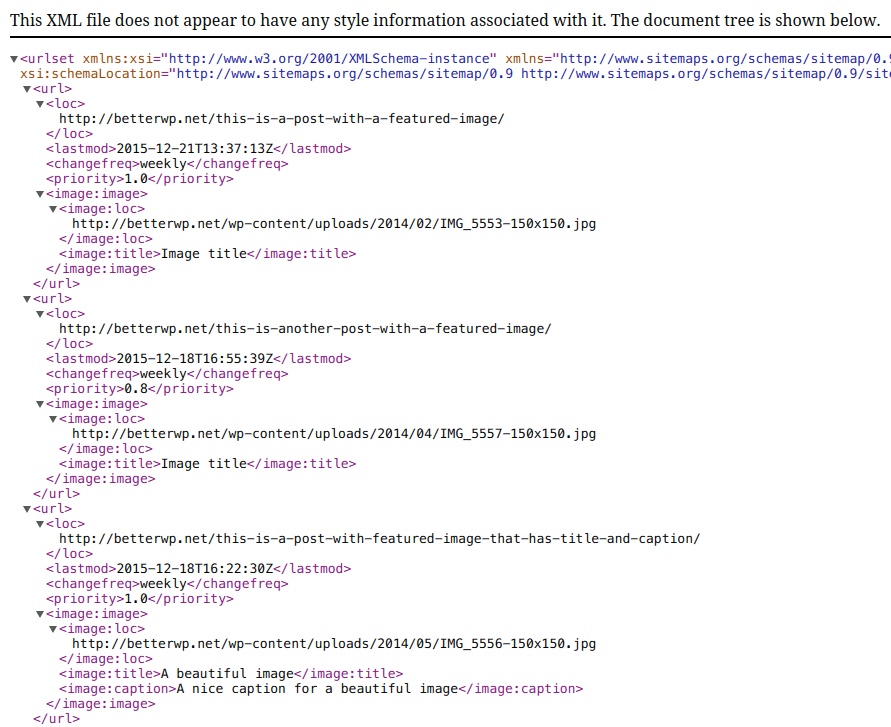 This XML file does not appear to have any style information associated with it. The document tree is shown below.
▼<urlset xmlns:xsi="http://www.w3.org/2001/XMLSchema-instance" xmlns="http://www.sitemaps.org/schemas/sitemap/0.9
xsi:schemaLocation="http://www.sitemaps.org/schemas/sitemap/0.9 http://www.sitemaps.org/schemas/sitemap/0.9/site
▼<url>
▼<loc>
http://betterwp.net/this-is-a-post-with-a-featured-image/
</loc>
<lastmod>2015-12-21T13:37:13Z</lastmod>
<changefreq>weekly</changefreq>
<priority>1.0</priority>
▼<image:image>
▼<image:loc>
http://betterwp.net/wp-content/uploads/2014/02/IMG_5553-150x150.jpg
</image:loc>
<image:title>Image title</image:title>
</image:image>
</url>
▼<url>
▼<loc>
http://betterwp.net/this-is-another-post-with-a-featured-image/
</loc>
<lastmod>2015-12-18T16:55:39Z</lastmod>
<changefreq>weekly</changefreq>
<priority>0.8</priority>
▼<image:image>
▼<image:loc>
http://betterwp.net/wp-content/uploads/2014/04/IMG_5557-150x150.jpg
</image:loc>
<image:title>Image title</image:title>
</image:image>
</url>
▼<url>
▼<loc>
http://betterwp.net/this-is-a-post-with-featured-image-that-has-title-and-caption/
</loc>
<lastmod>2015-12-18T16:22:30Z</lastmod>
<changefreq>weekly</changefreq>
<priority>1.0</priority>
▼<image:image>
▼<image:loc>
http://betterwp.net/wp-content/uploads/2014/05/IMG_5556-150x150.jpg
</image:loc>
<image:title>A beautiful image</image:title>
<image:caption>A nice caption for a beautiful image</image:caption>
</image:image>
</url>